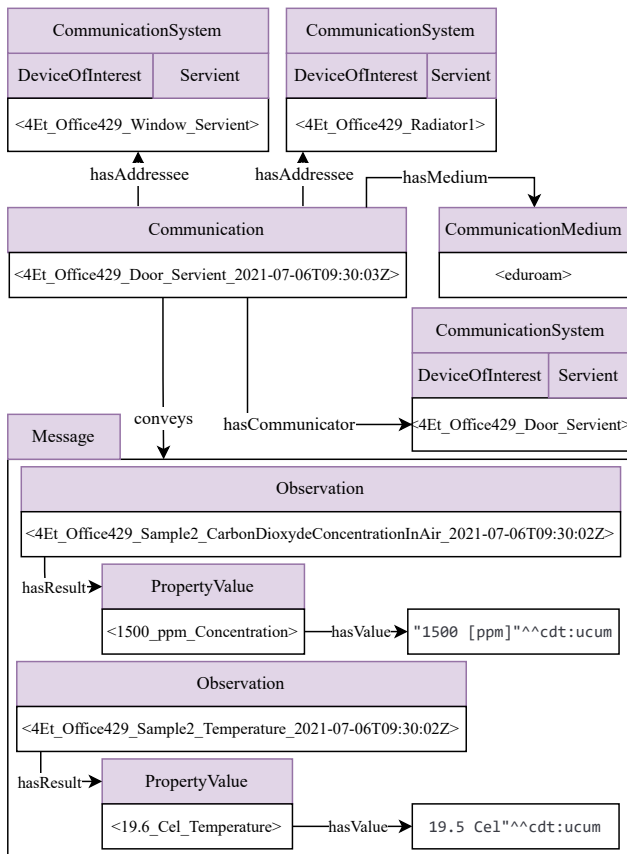 CommunicationSystem
DeviceOfInterest
Servient
<4Et_Office429_Window_Servient>
CommunicationSystem
DeviceOfInterest
Servient
<4Et_Office429_Radiator1>
hasAddressee
hasAddressee
hasMedium
Communication
<4Et_Office429_Door_Servient_2021-07-06T09:30:03Z>
CommunicationMedium
<eduroam>
CommunicationSystem
DeviceOfInterest
Servient
<4Et_Office429_Door_Servient>
conveys
hasCommunicator
Message
Observation
<4Et_Office429_Sample2_CarbonDioxydeConcentrationInAir_2021-07-06T09:30:02Z>
hasResult
PropertyValue
<1500_ppm_Concentration>
hasValue
"1500 [ppm]"^^cdt:ucum
Observation
<4Et_Office429_Sample2_Temperature_2021-07-06T09:30:02Z>
hasResult
PropertyValue
<19.6_Cel_Temperature>
hasValue
19.5 Cel"^^cdt:ucum